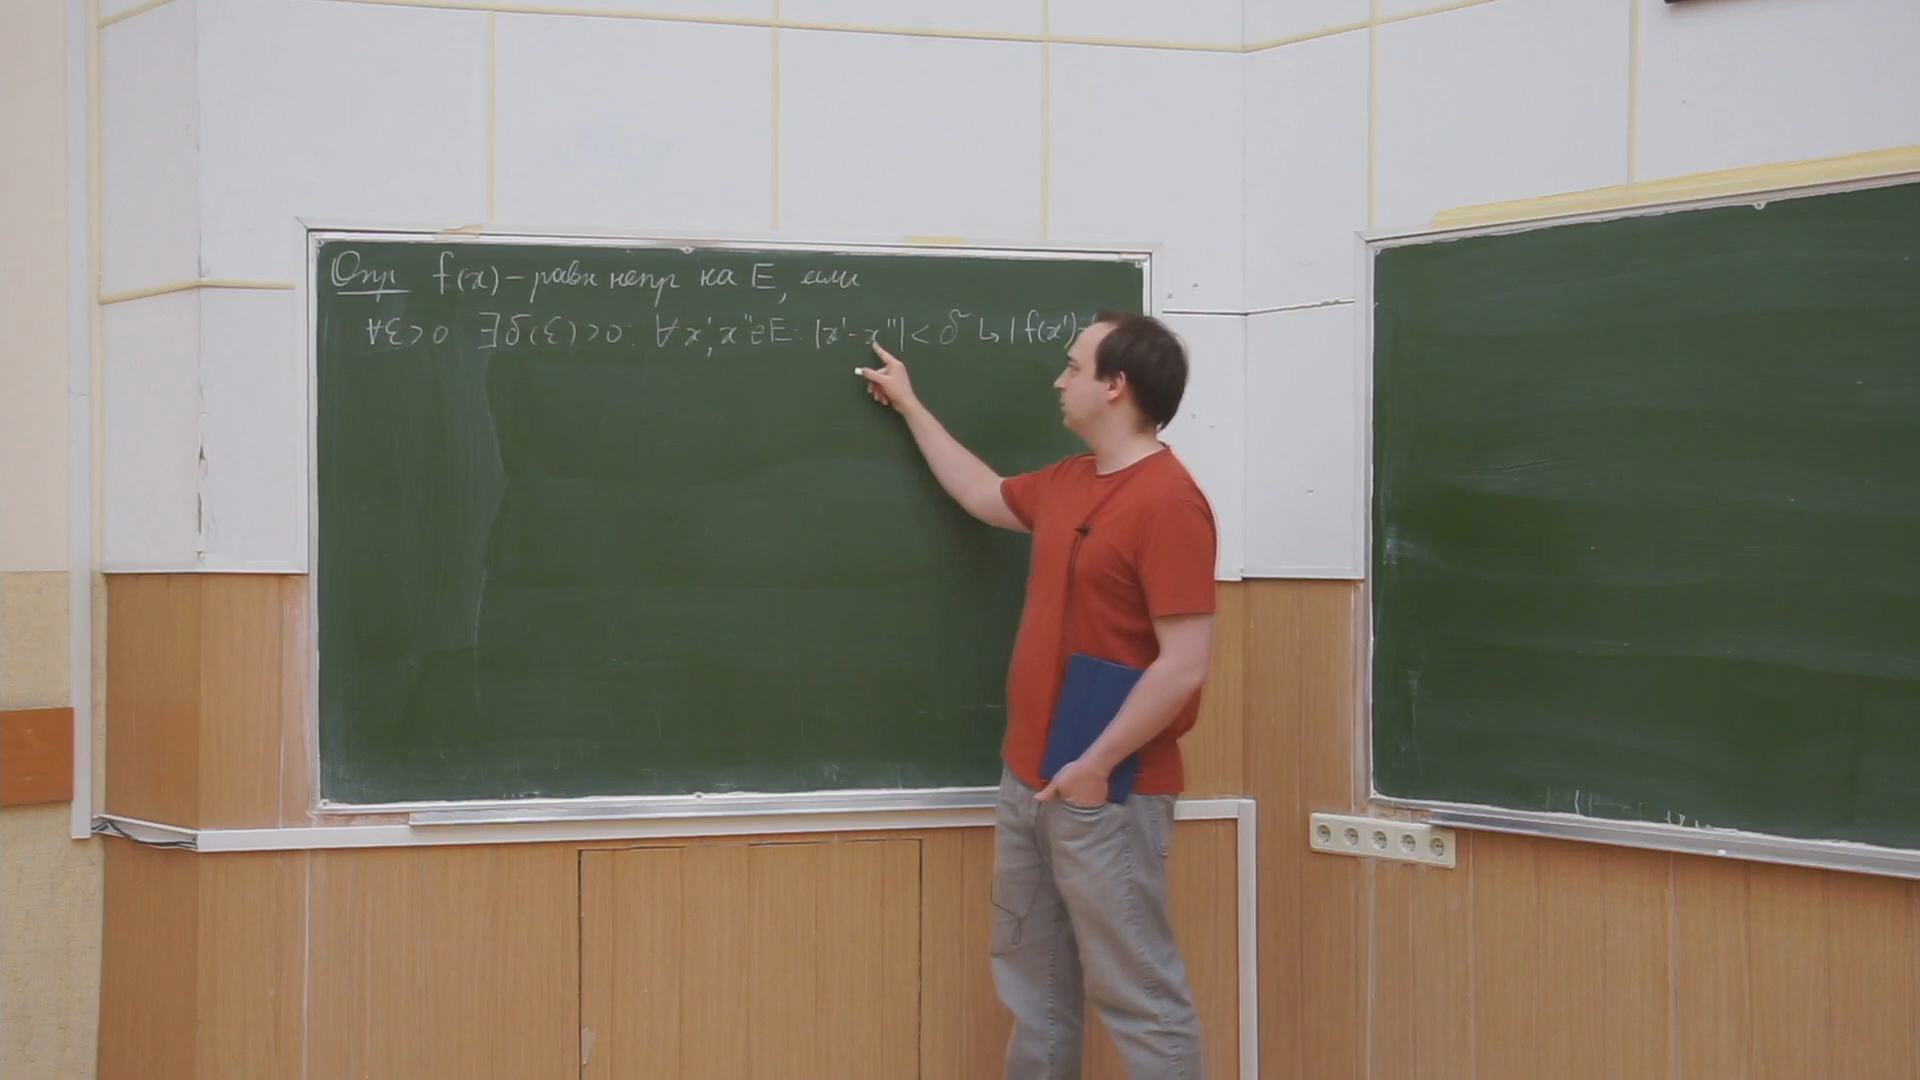 Опр f(x) – равн непр на E, если
∀ε>0 ∃δ(ε)>0: ∀x',x''∈E: |x'-x''|<δ ↳ |f(x')-